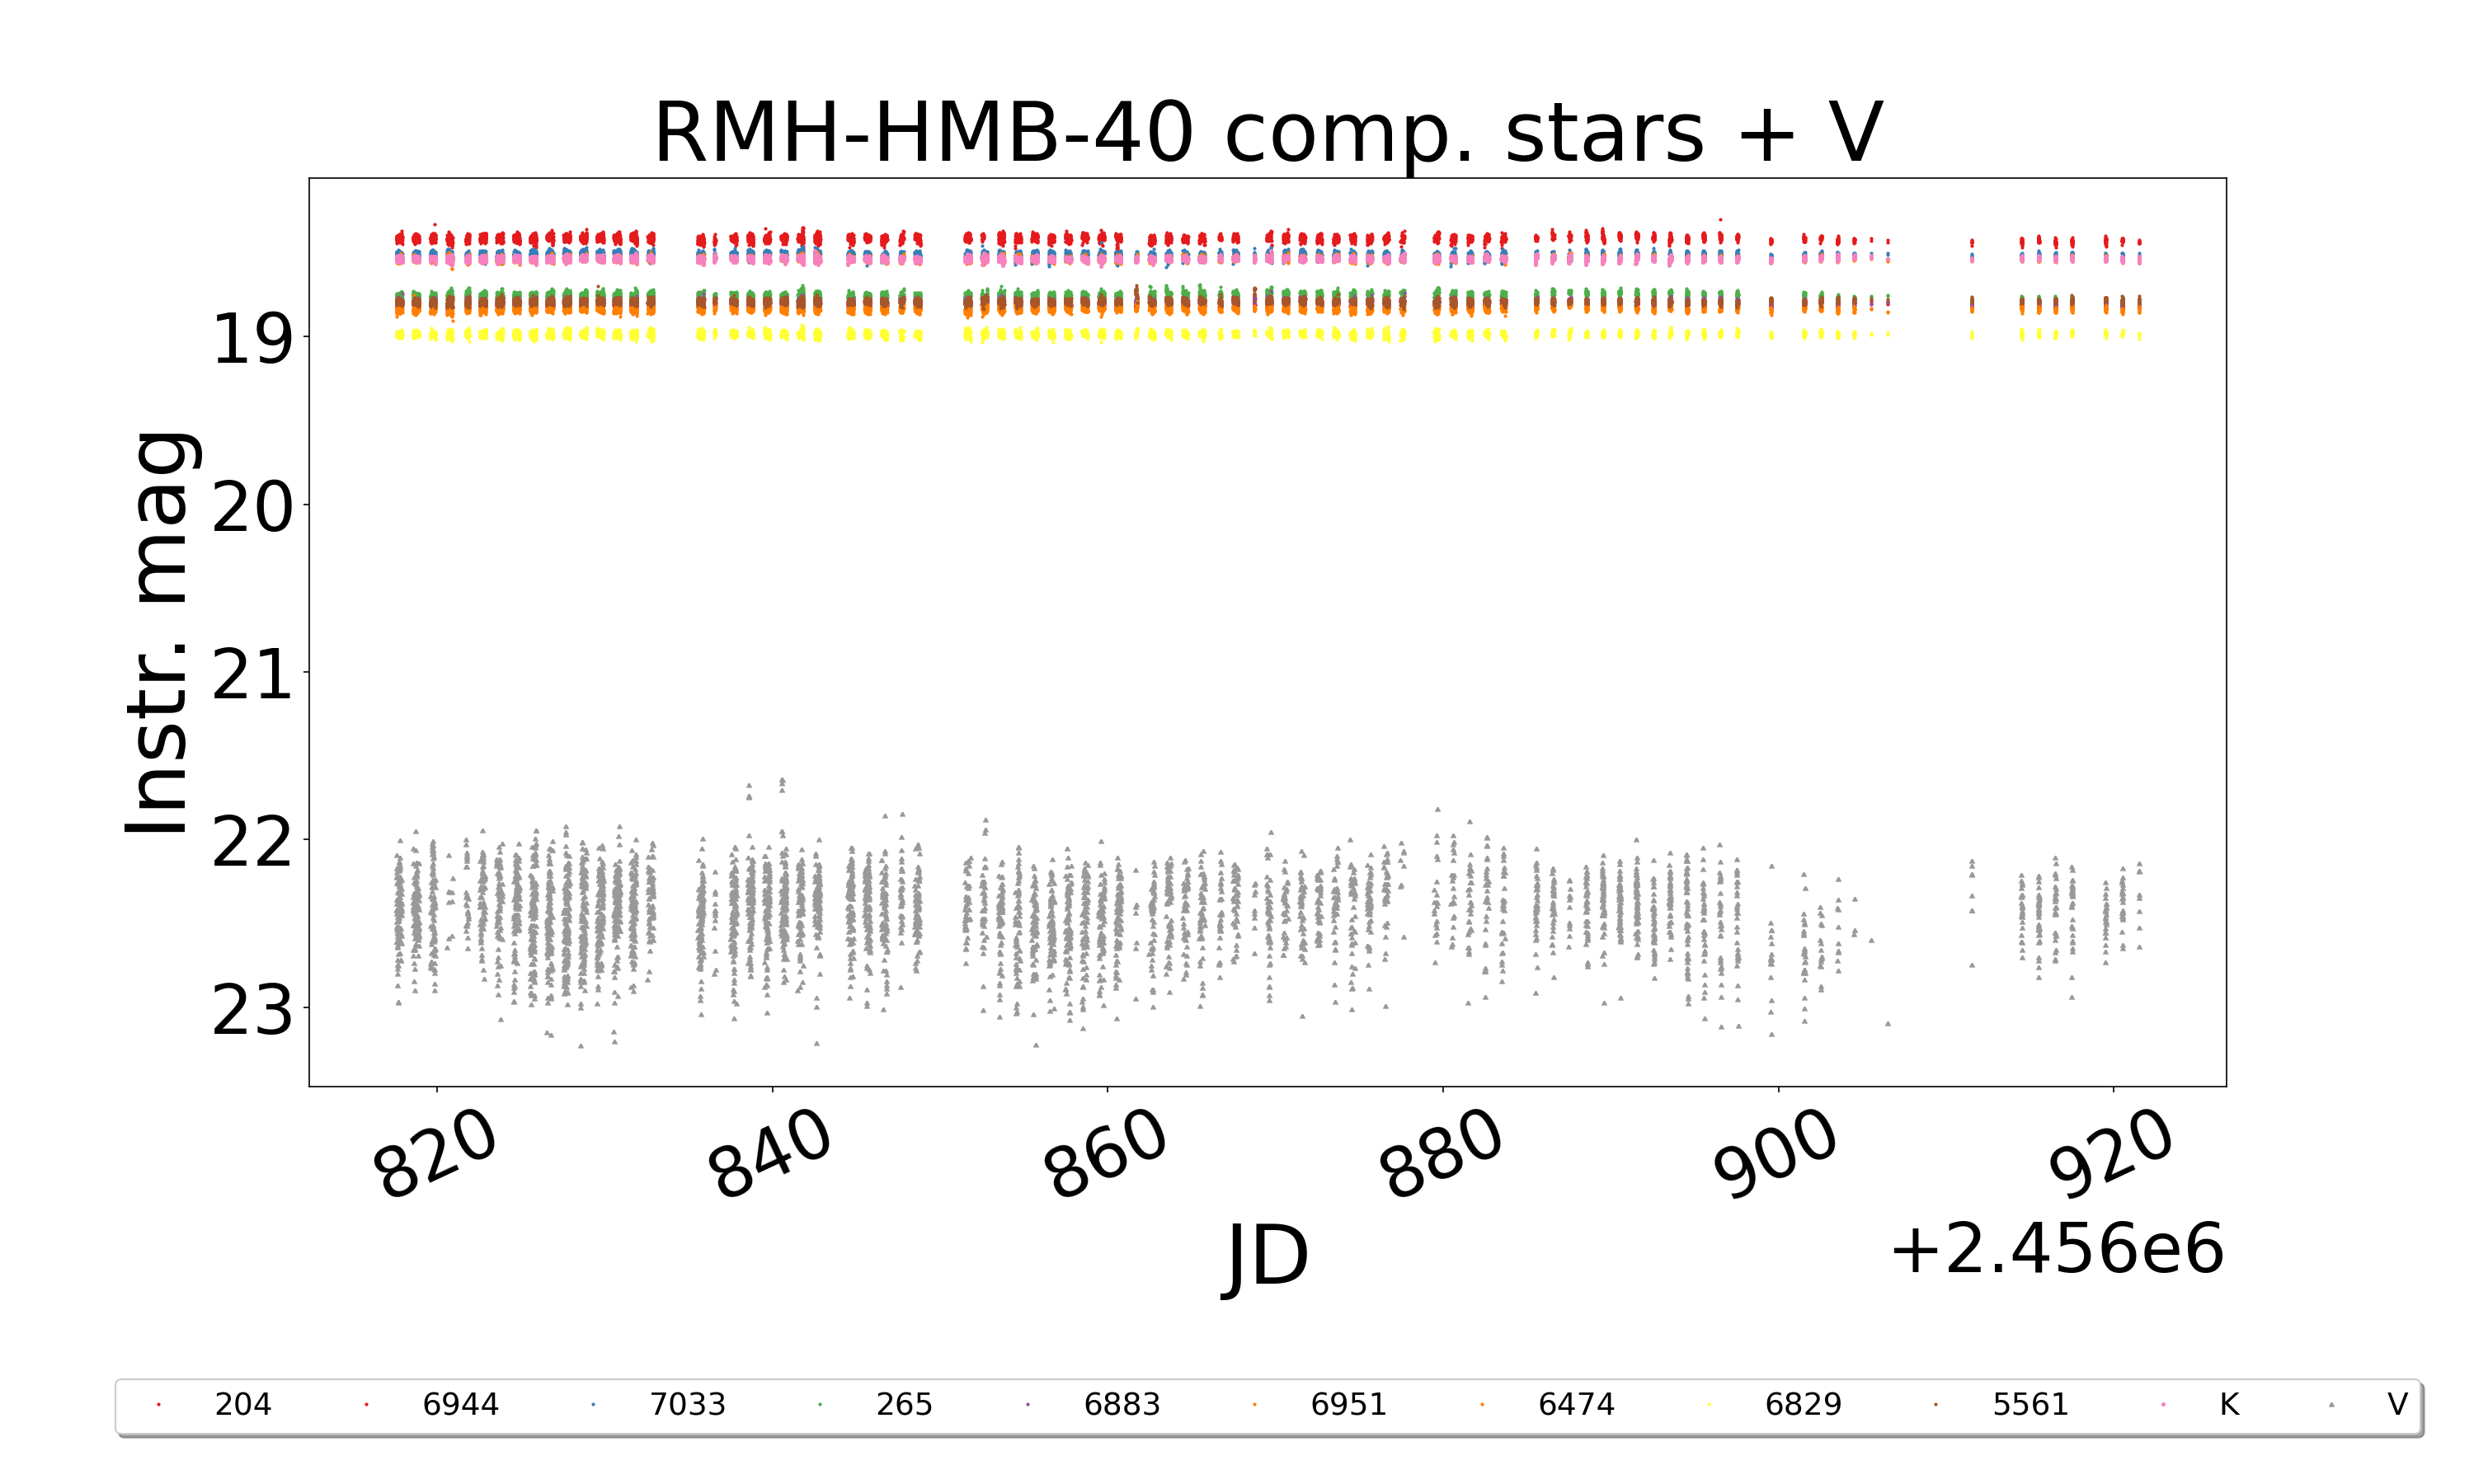 RMH-HMB-40 comp. stars + V
Instr. mag
19
20
21
22
23
820 840 860 880 900 920
JD
+2.456e6
204 6944 7033 265 6883 6951 6474 6829 5561 K V